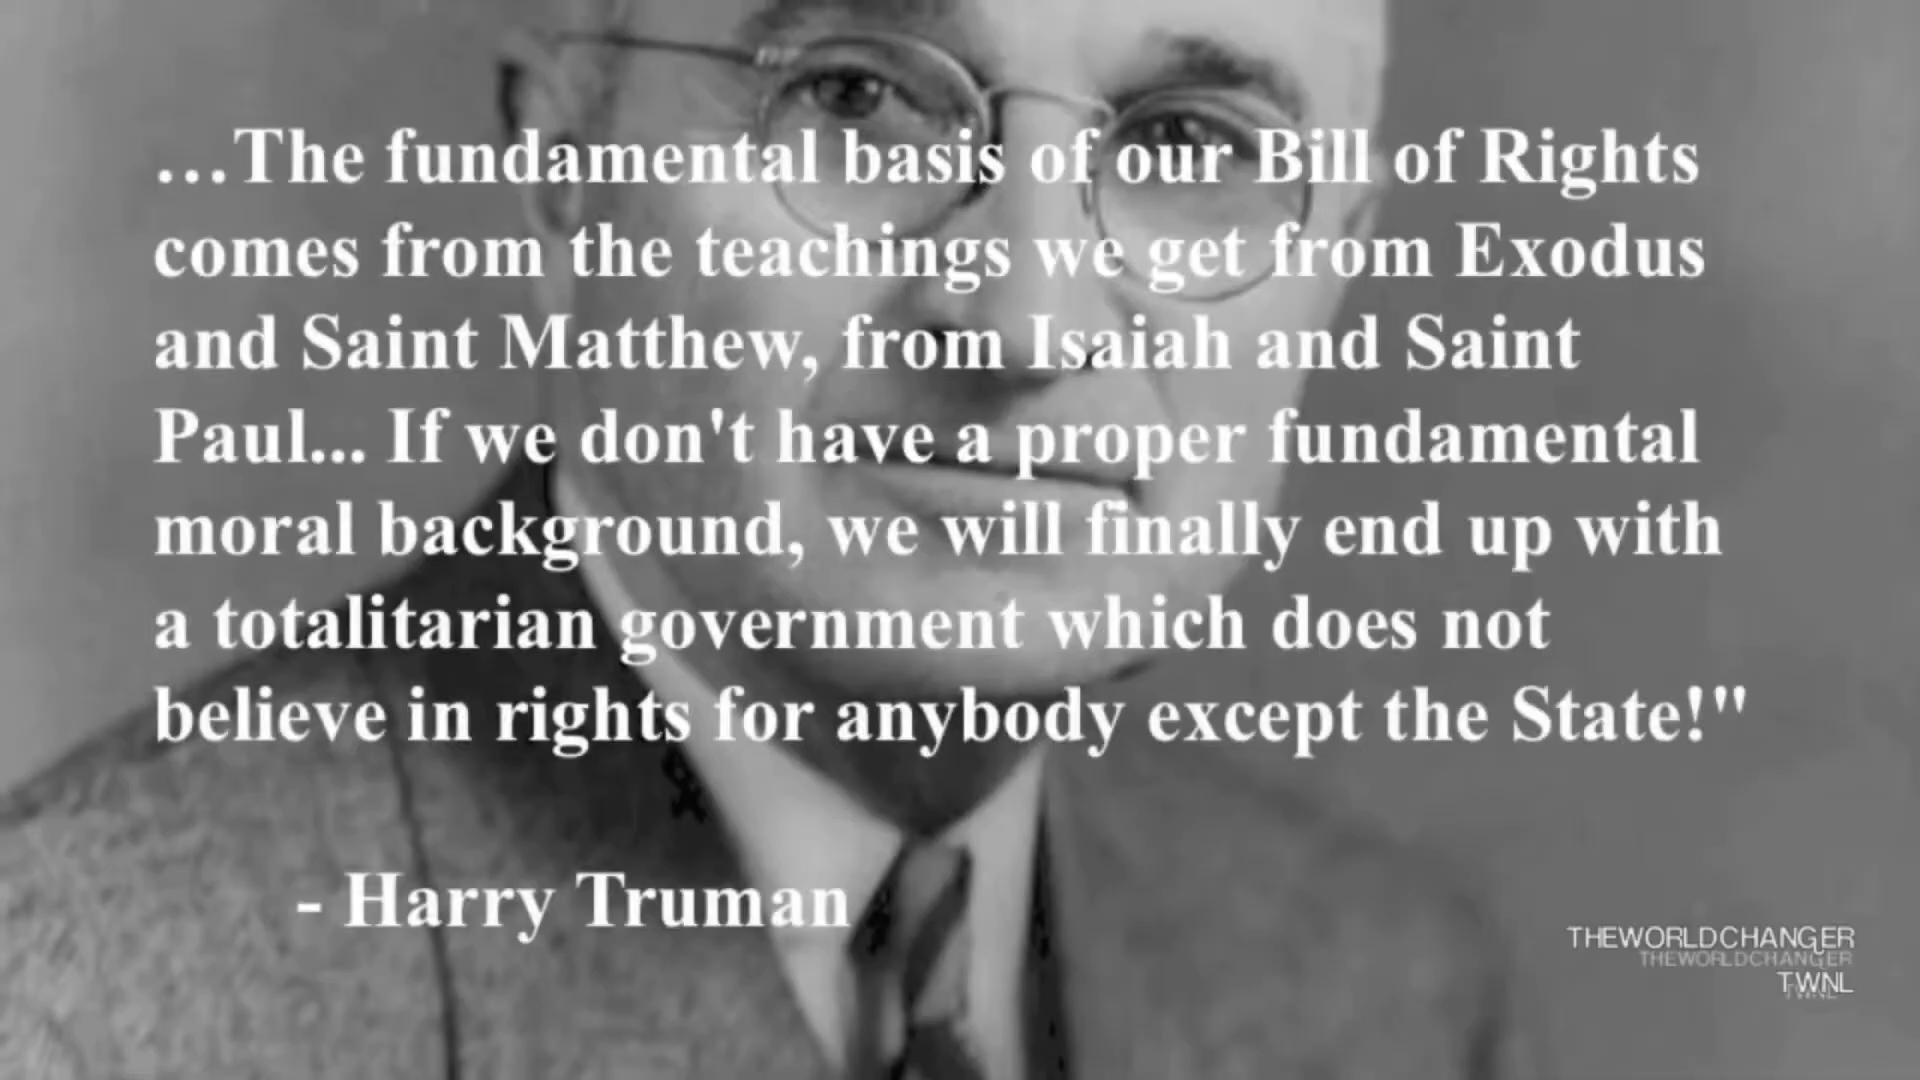 …The fundamental basis of our Bill of Rights
comes from the teachings we get from Exodus
and Saint Matthew, from Isaiah and Saint
Paul... If we don't have a proper fundamental
moral background, we will finally end up with
a totalitarian government which does not
believe in rights for anybody except the State!"
- Harry Truman
THEWORLDCHANGER
THEWORLDCHANGER
TWNL
TWNL